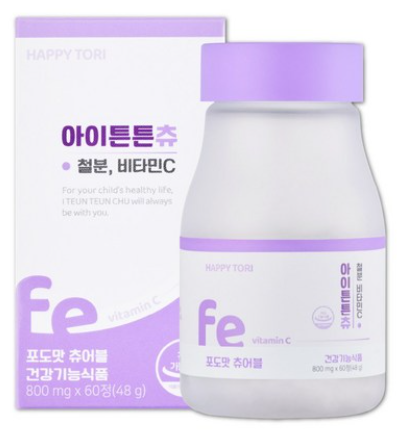 HAPPY TORI
아이튼튼츄
• 철분, 비타민C
For your child's healthy life,
I TEUN TEUN CHU will always
be with you.
fe
vitamin C
포도맛 츄어블
건강기능식품
800 mg x 60정(48 g)
HAPPY TORI
아이튼튼츄
철분, 비타민C •
fe
vitamin C
포도맛 츄어블
건강기능식품
800 mg x 60정(48 g)